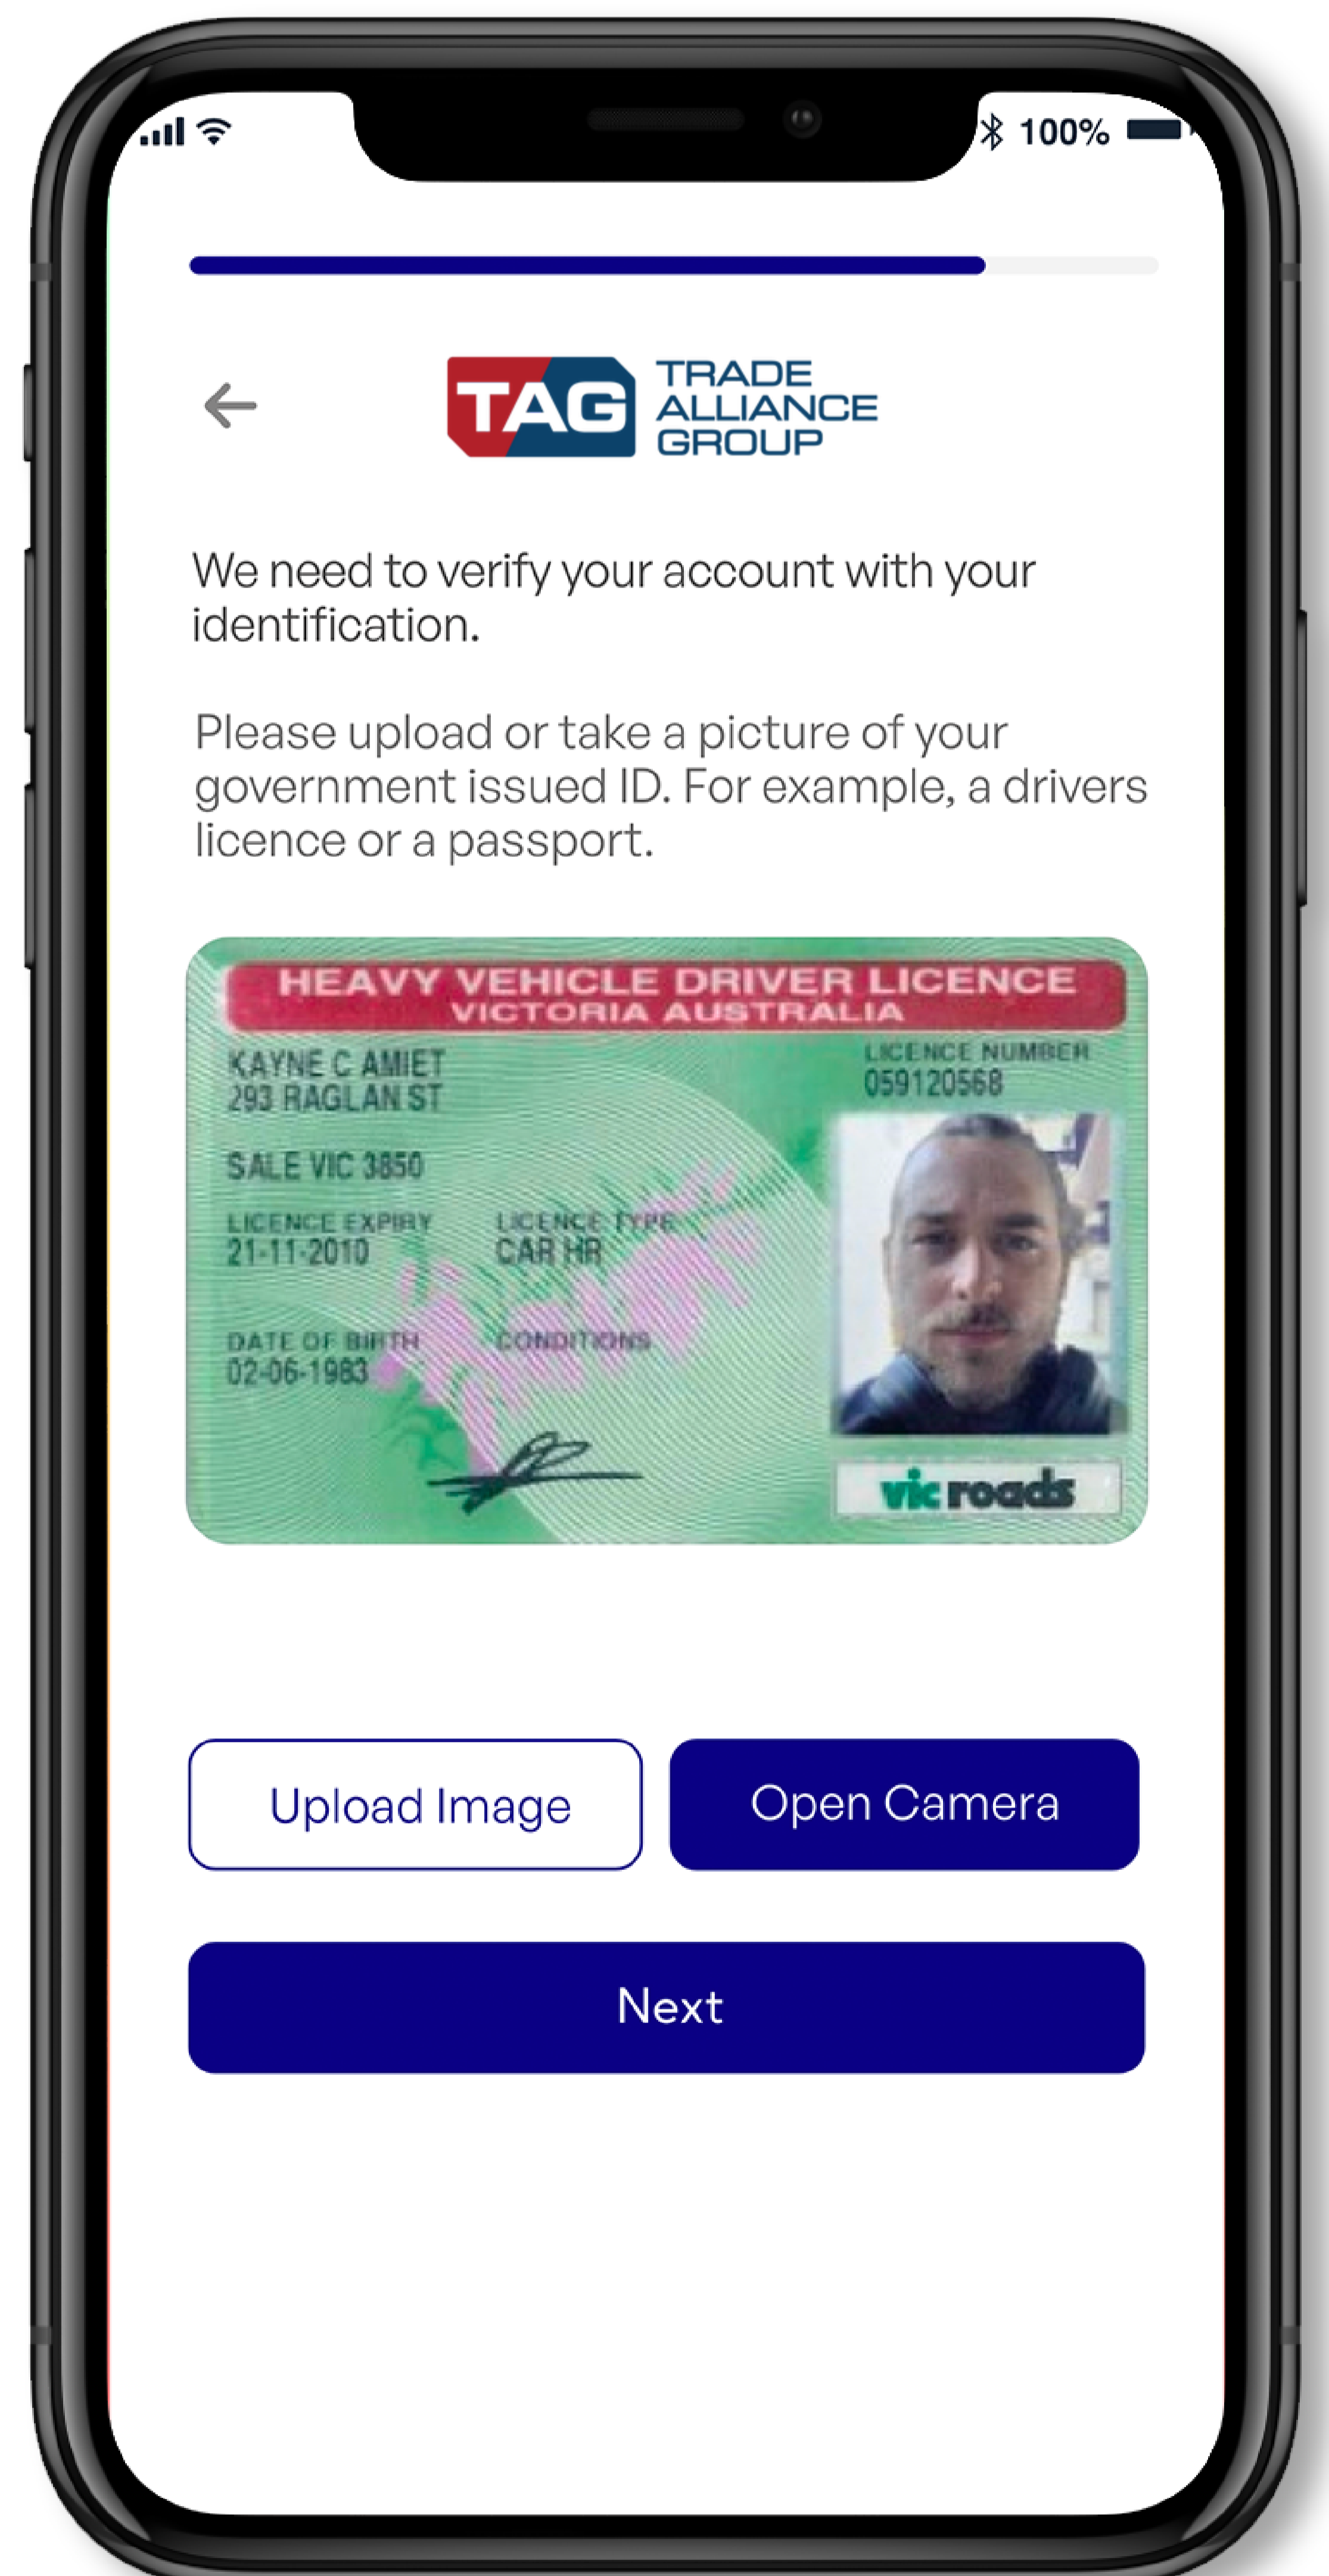 100%
TAG TRADE
ALLIANCE
GROUP
We need to verify your account with your
identification.
Please upload or take a picture of your
government issued ID. For example, a drivers
licence or a passport.
HEAVY VEHICLE DRIVER LICENCE
VICTORIA AUSTRALIA
KAYNE C AMIET
293 RAGLAN ST
SALE VIC 3850
LICENCE NUMBER
059120568
LICENCE EXPIRY
21-11-2010
LICENCE TYPE
CAR HR
DATE OF BIRTH
02-06-1983
CONDITIONS
vic roads
Upload Image
Open Camera
Next